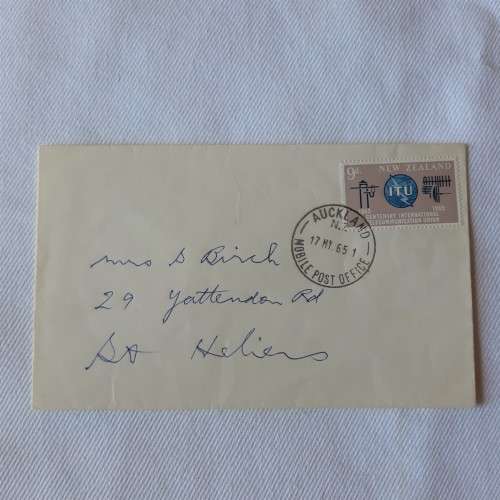 9d NEW ZEALAND
ITU
1965
CENTENARY INTERNATIONAL
TELECOMMUNICATION UNION
AUCKLAND
N.Z.
17 MY 65 1
MOBILE POST OFFICE
Mrs S Birch
29 Yattendon Rd
St Heliers